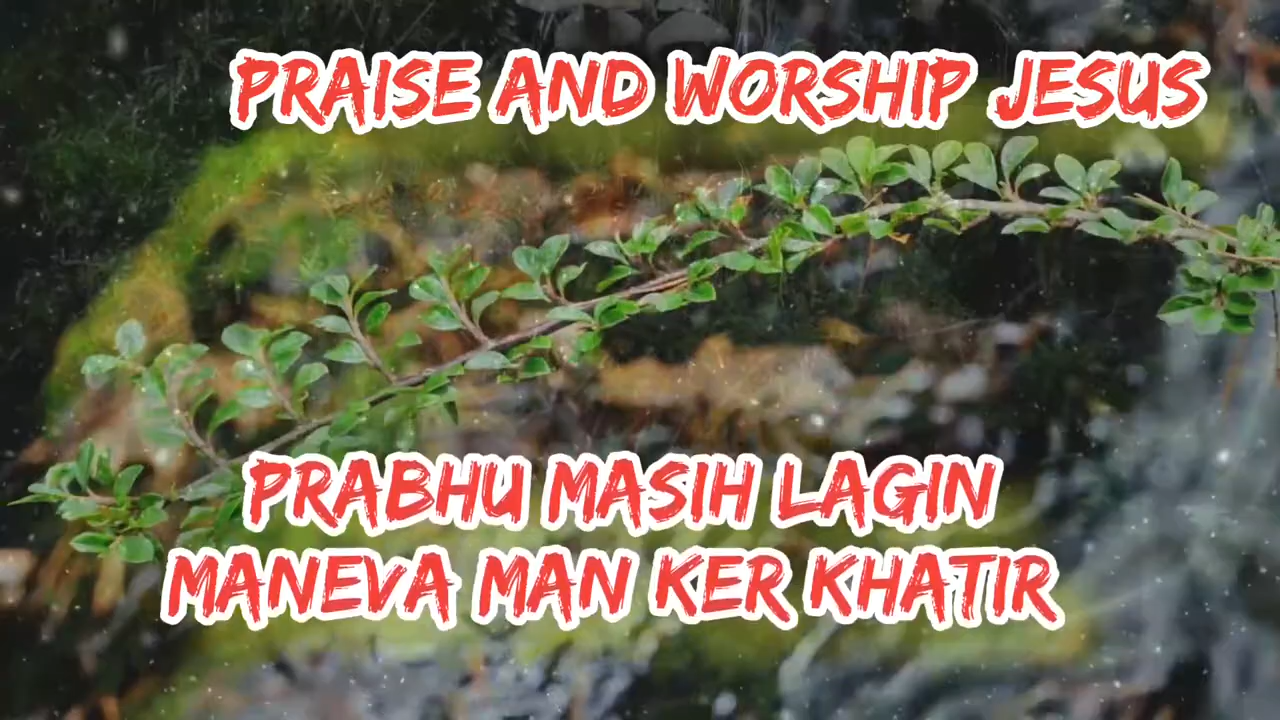 PRAISE AND WORSHIP JESUS
PRABHU MASIH LAGIN
MANEVA MAN KER KHATIR